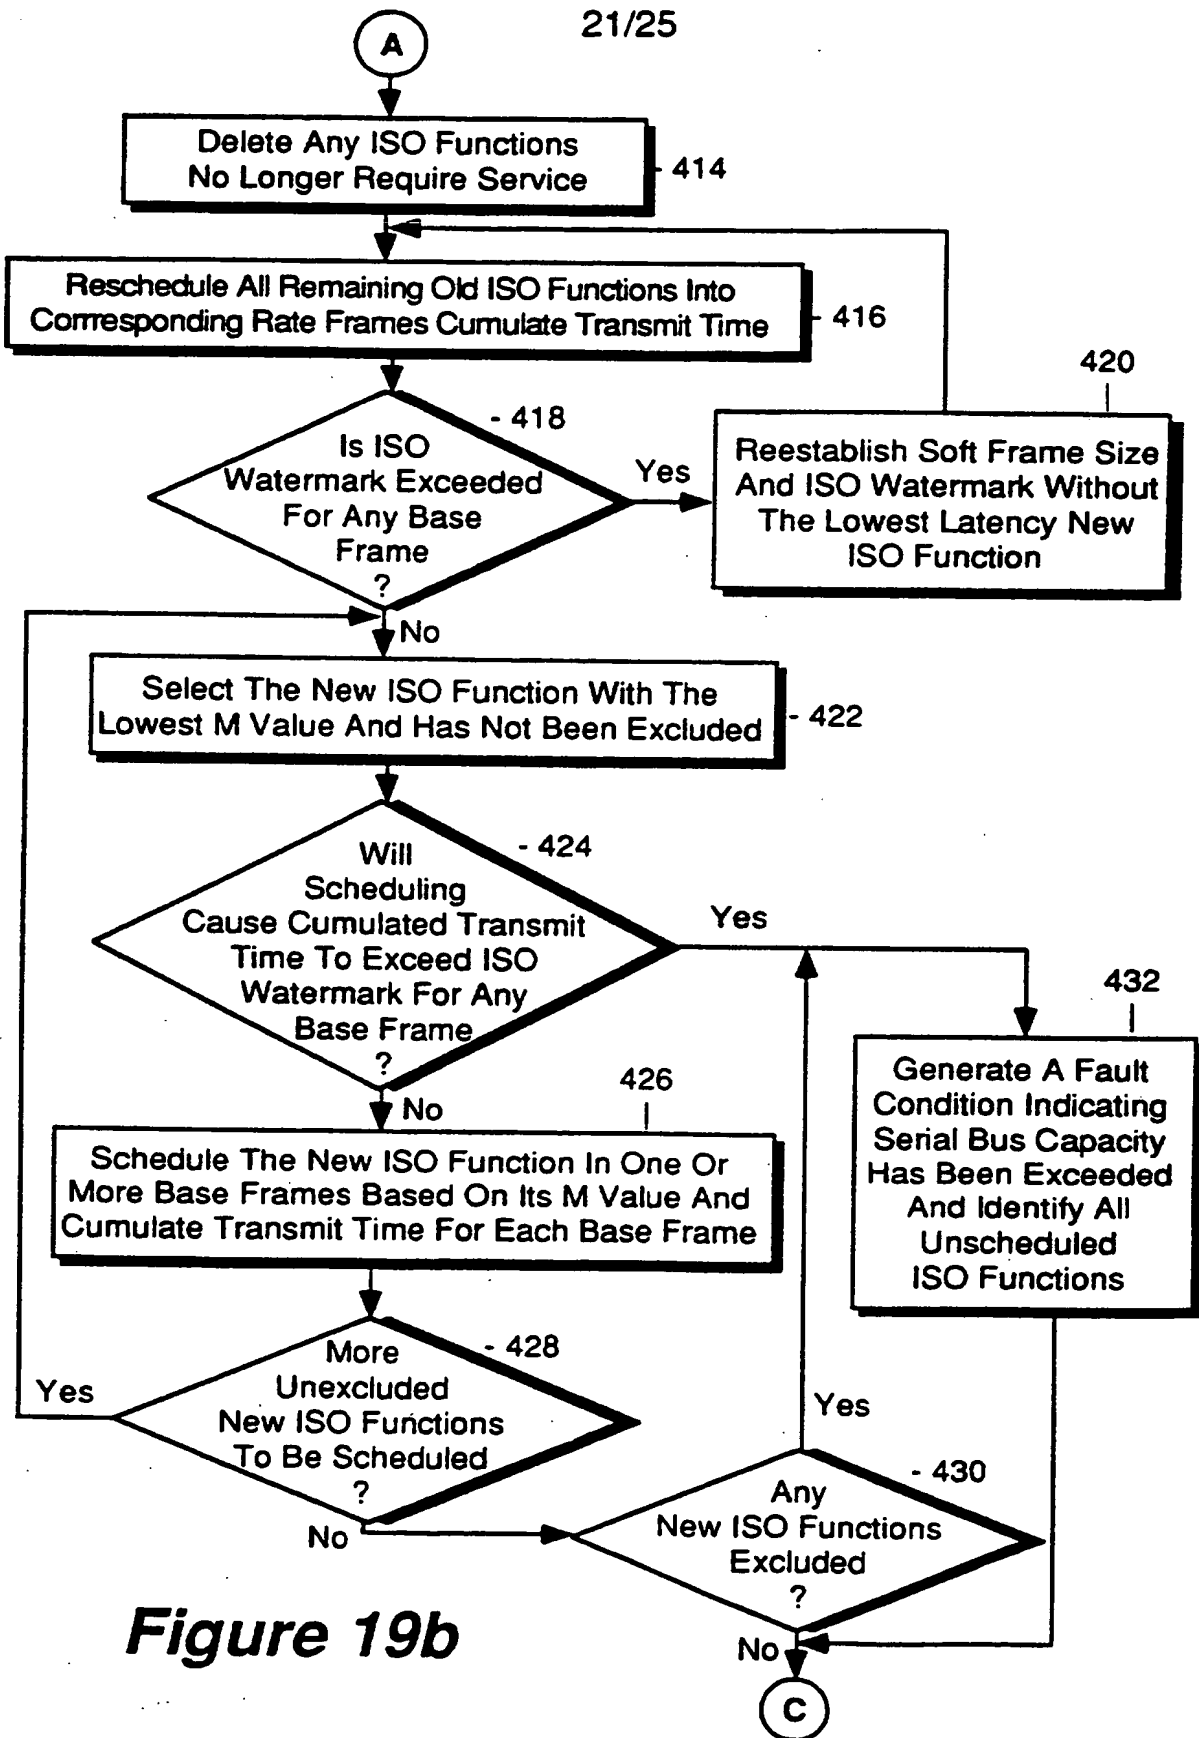 21/25
A
Delete Any ISO Functions
No Longer Require Service
- 414
Reschedule All Remaining Old ISO Functions Into
Corresponding Rate Frames Cumulate Transmit Time
- 416
- 418
Is ISO
Watermark Exceeded
For Any Base
Frame
?
Yes
420
Reestablish Soft Frame Size
And ISO Watermark Without
The Lowest Latency New
ISO Function
No
Select The New ISO Function With The
Lowest M Value And Has Not Been Excluded
- 422
- 424
Will
Scheduling
Cause Cumulated Transmit
Time To Exceed ISO
Watermark For Any
Base Frame
?
Yes
432
Generate A Fault
Condition Indicating
Serial Bus Capacity
Has Been Exceeded
And Identify All
Unscheduled
ISO Functions
No
426
Schedule The New ISO Function In One Or
More Base Frames Based On Its M Value And
Cumulate Transmit Time For Each Base Frame
- 428
More
Unexcluded
New ISO Functions
To Be Scheduled
?
Yes
No
Yes
- 430
Any
New ISO Functions
Excluded
?
No
C
Figure 19b